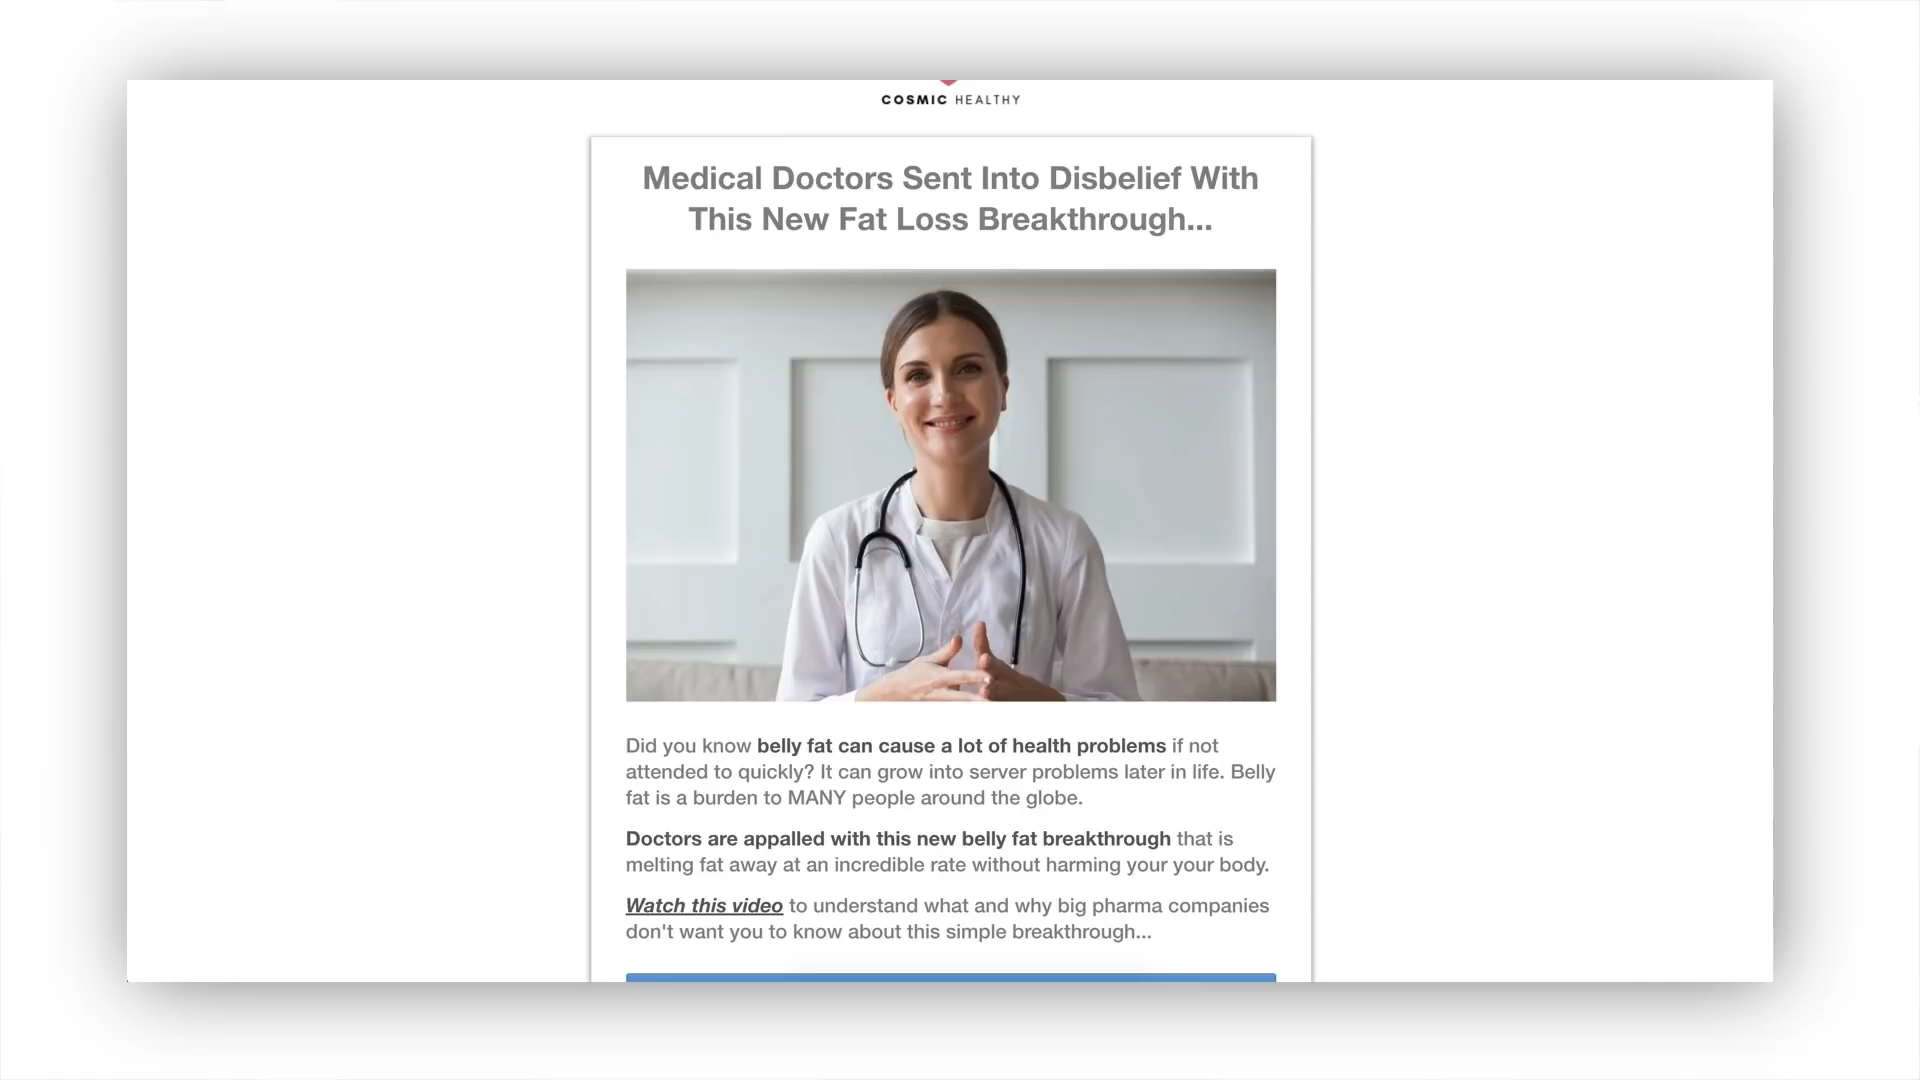 COSMIC HEALTHY
Medical Doctors Sent Into Disbelief With
This New Fat Loss Breakthrough...
Did you know belly fat can cause a lot of health problems if not
attended to quickly? It can grow into server problems later in life. Belly
fat is a burden to MANY people around the globe.
Doctors are appalled with this new belly fat breakthrough that is
melting fat away at an incredible rate without harming your your body.
Watch this video to understand what and why big pharma companies
don't want you to know about this simple breakthrough...